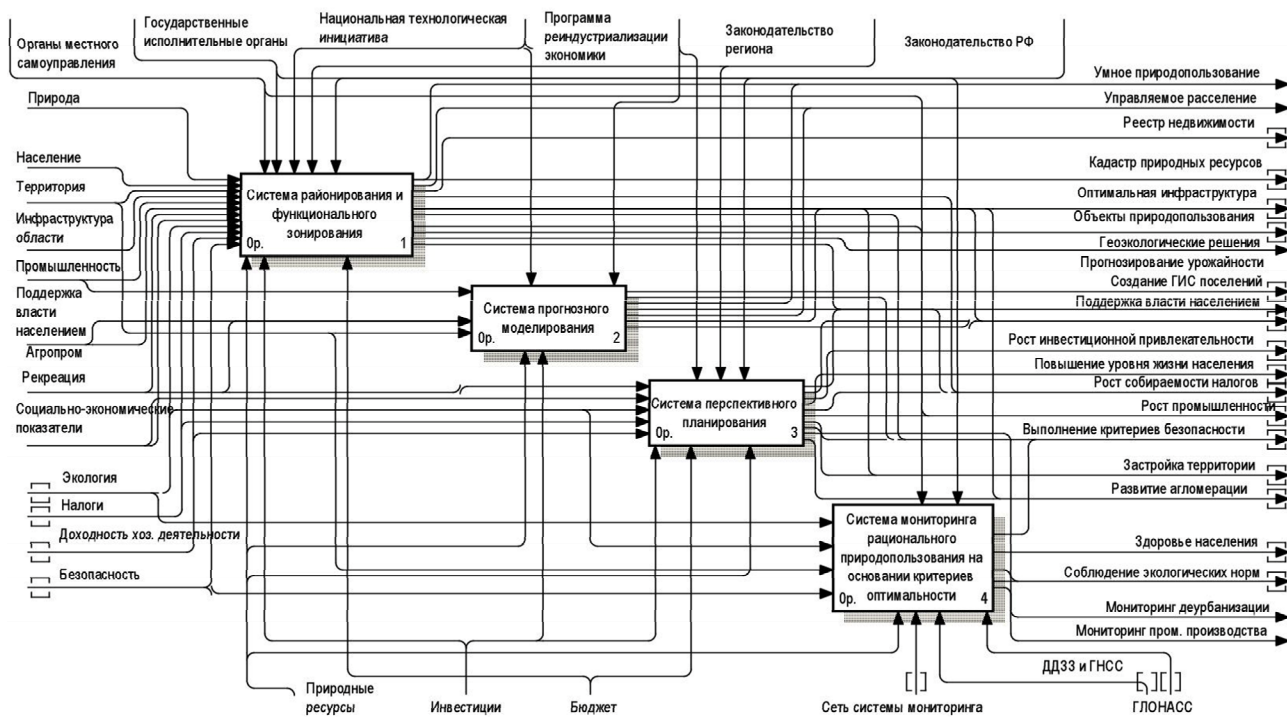 Органы местного
самоуправления
Государственные
исполнительные органы
Национальная технологическая
инициатива
Программа
реиндустриализации
экономики
Законодательство
региона
Законодательство РФ
Природа
Население
Территория
Инфраструктура
области
Промышленность
Поддержка
власти
населением
Агропром
Рекреация
Социально-экономические
показатели
Экология
Налоги
Доходность хоз. деятельности
Безопасность
Система районирования и
функционального
зонирования
0р.
1
Система прогнозного
моделирования
0р.
2
Система перспективного
планирования
0р.
3
Система мониторинга
рационального
природопользования на
основании критериев
оптимальности
0р.
4
Умное природопользование
Управляемое расселение
Реестр недвижимости
Кадастр природных ресурсов
Оптимальная инфраструктура
Объекты природопользования
Геоэкологические решения
Прогнозирование урожайности
Создание ГИС поселений
Поддержка власти населением
Рост инвестиционной привлекательности
Повышение уровня жизни населения
Рост собираемости налогов
Рост промышленности
Выполнение критериев безопасности
Застройка территории
Развитие агломерации
Здоровье населения
Соблюдение экологических норм
Мониторинг деурбанизации
Мониторинг пром. производства
Природные
ресурсы
Инвестиции
Бюджет
Сеть системы мониторинга
ДДЗЗ и ГНСС
ГЛОНАСС